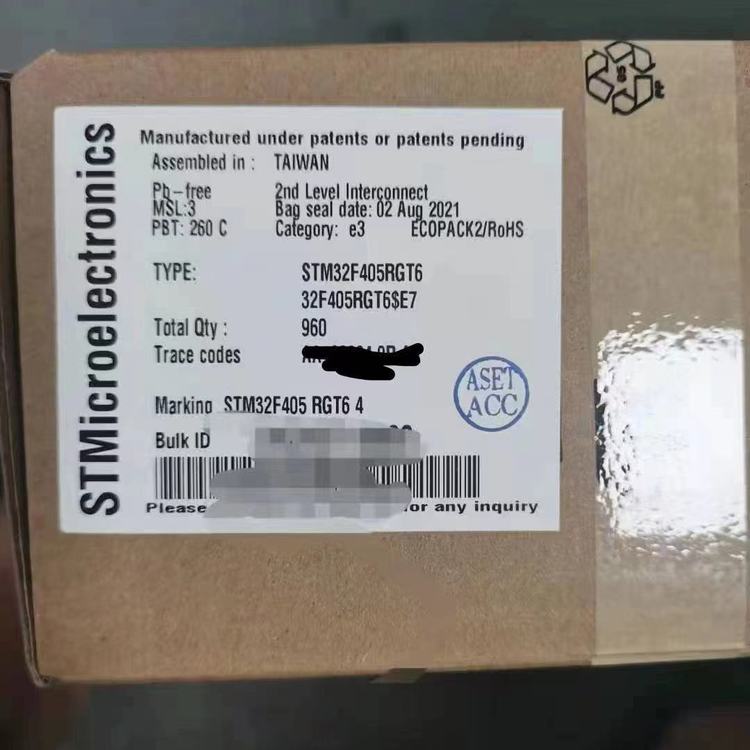 STMicroelectronics
Manufactured under patents or patents pending
Assembled in : TAIWAN
Pb-free 2nd Level Interconnect
MSL:3 Bag seal date: 02 Aug 2021
PBT: 260 C Category: e3 ECOPACK2/RoHS
TYPE: STM32F405RGT6
32F405RGT6$E7
Total Qty : 960
Trace codes
Marking STM32F405 RGT6 4
Bulk ID
Please for any inquiry
ASET
ACC